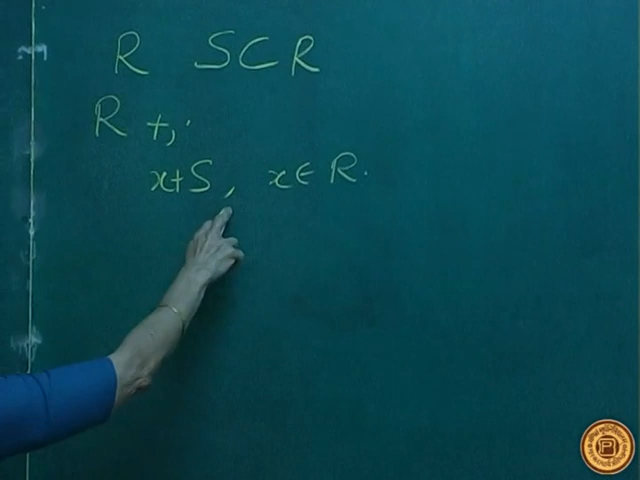 R S⊂R
R +, ·
x+S, x∈R.